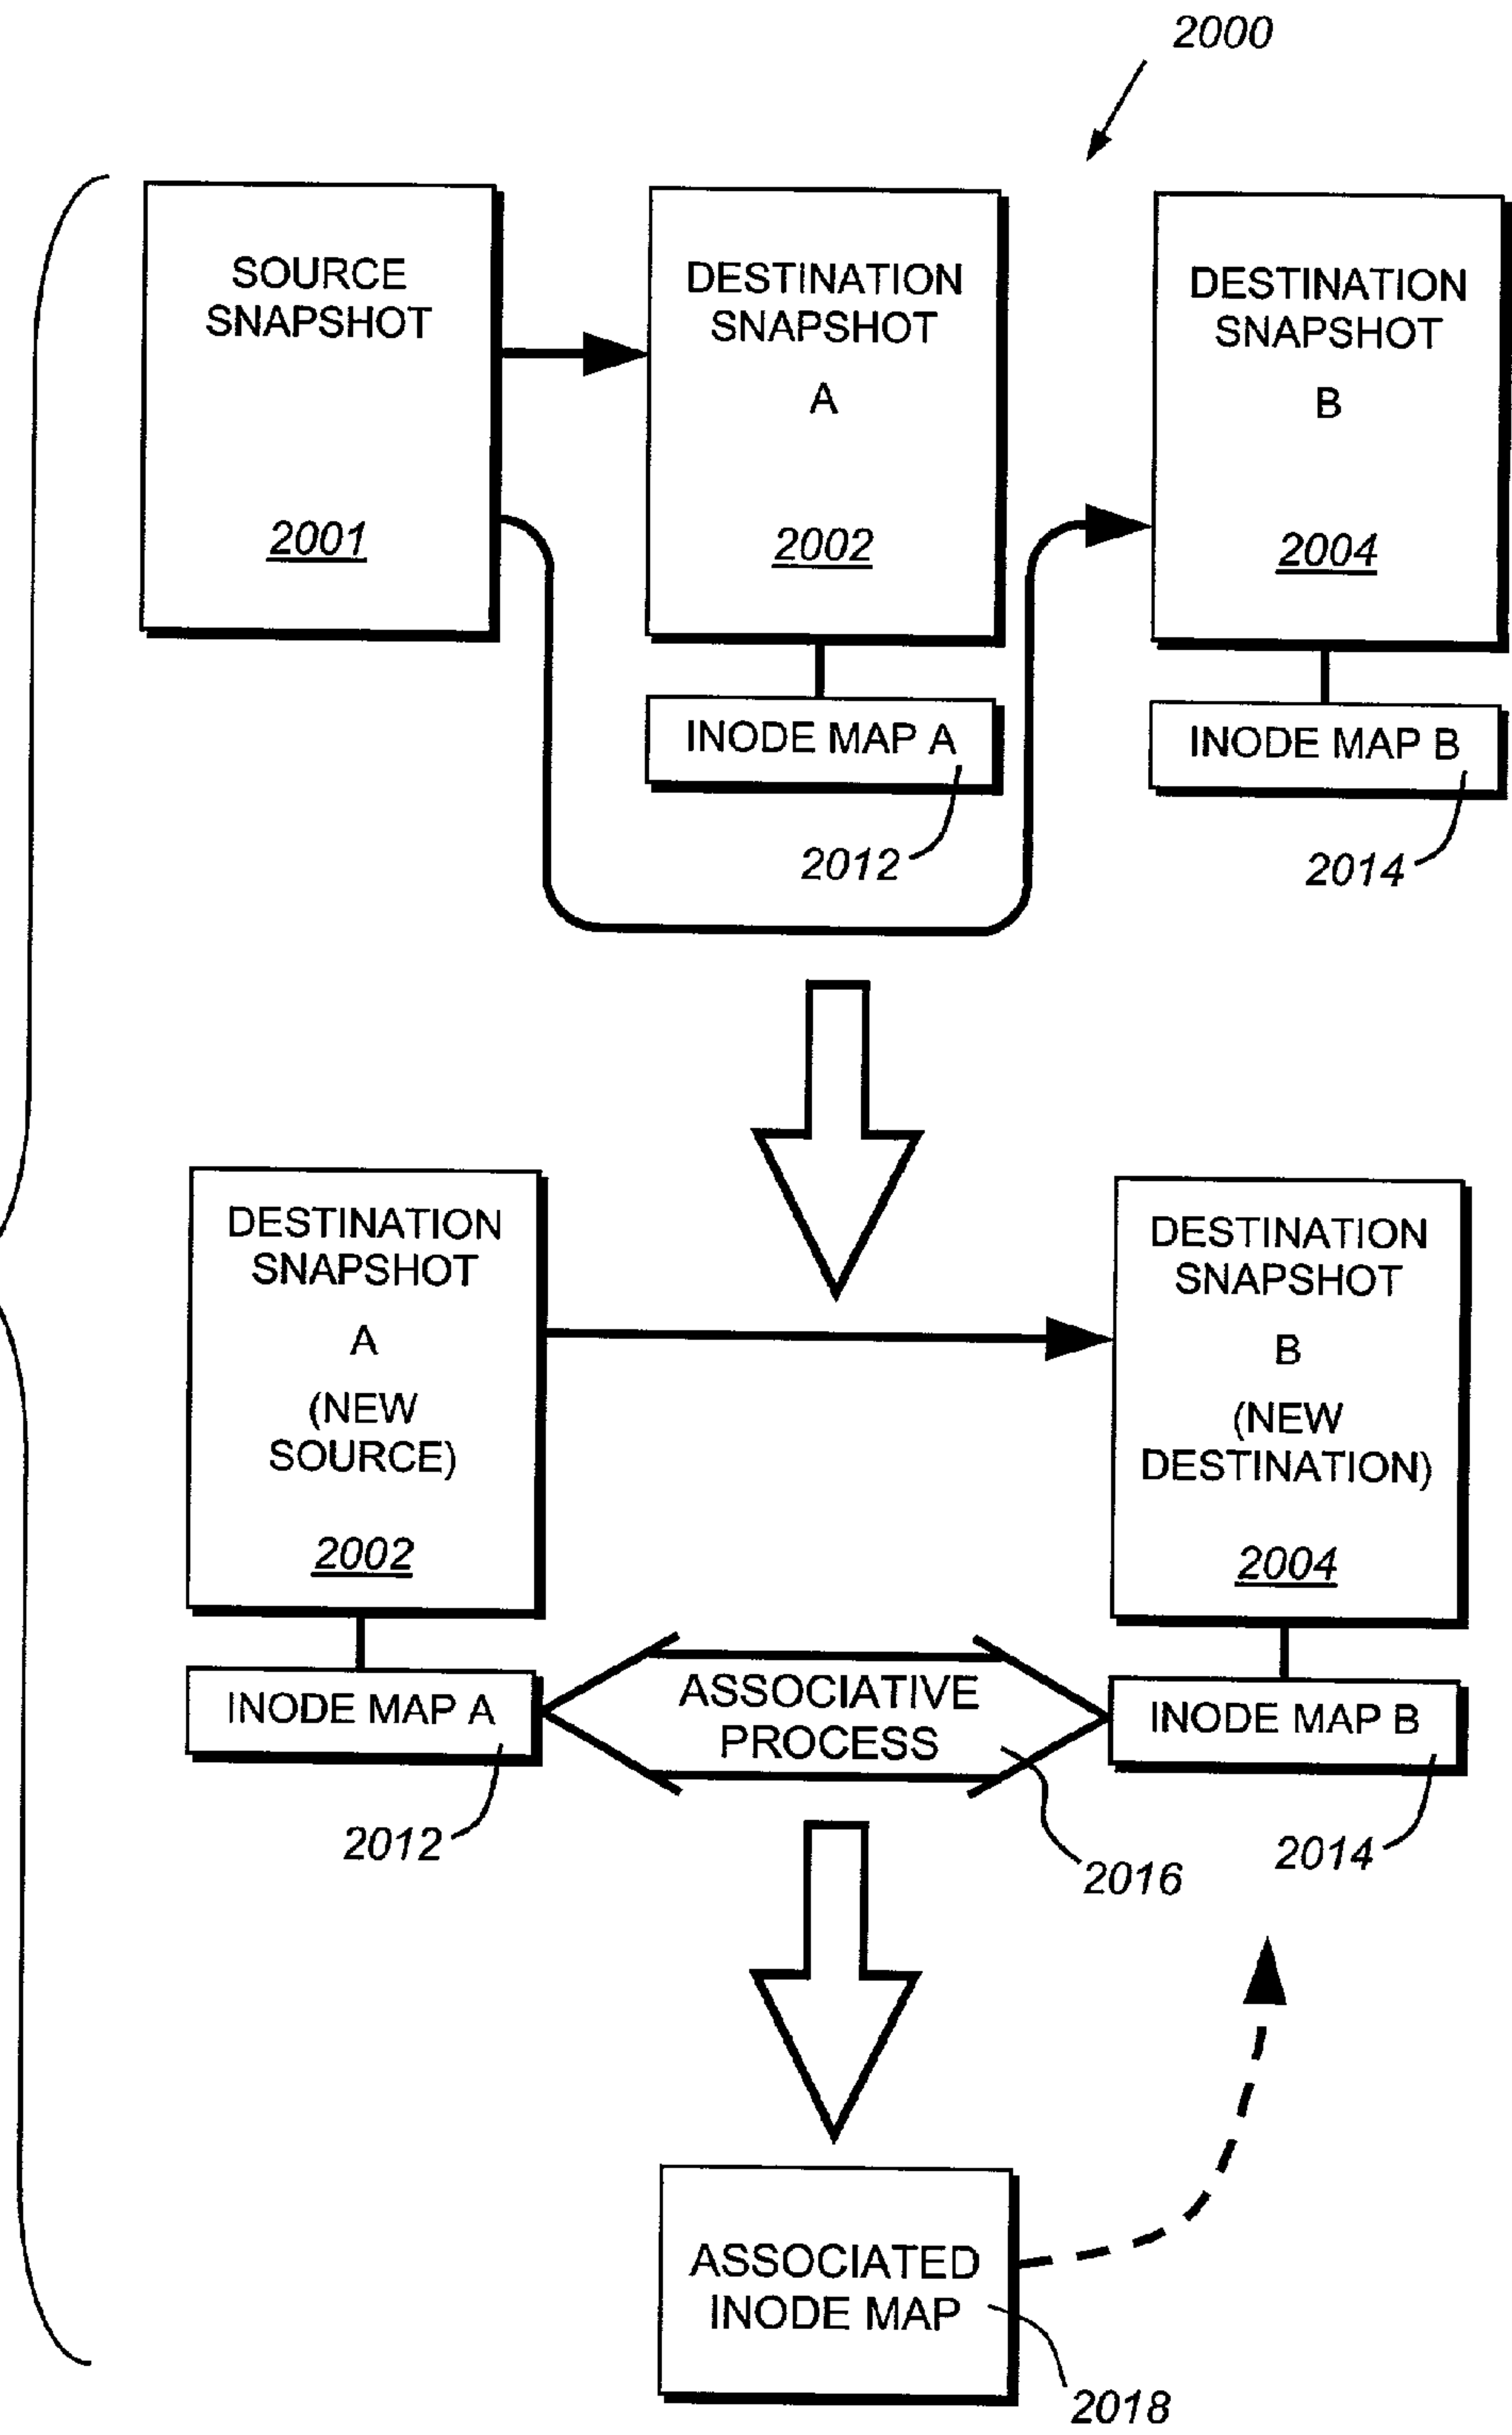 2000
SOURCE
SNAPSHOT
2001
DESTINATION
SNAPSHOT
A
2002
DESTINATION
SNAPSHOT
B
2004
INODE MAP A
2012
INODE MAP B
2014
DESTINATION
SNAPSHOT
A
(NEW
SOURCE)
2002
DESTINATION
SNAPSHOT
B
(NEW
DESTINATION)
2004
INODE MAP A
2012
ASSOCIATIVE
PROCESS
2016
INODE MAP B
2014
ASSOCIATED
INODE MAP
2018